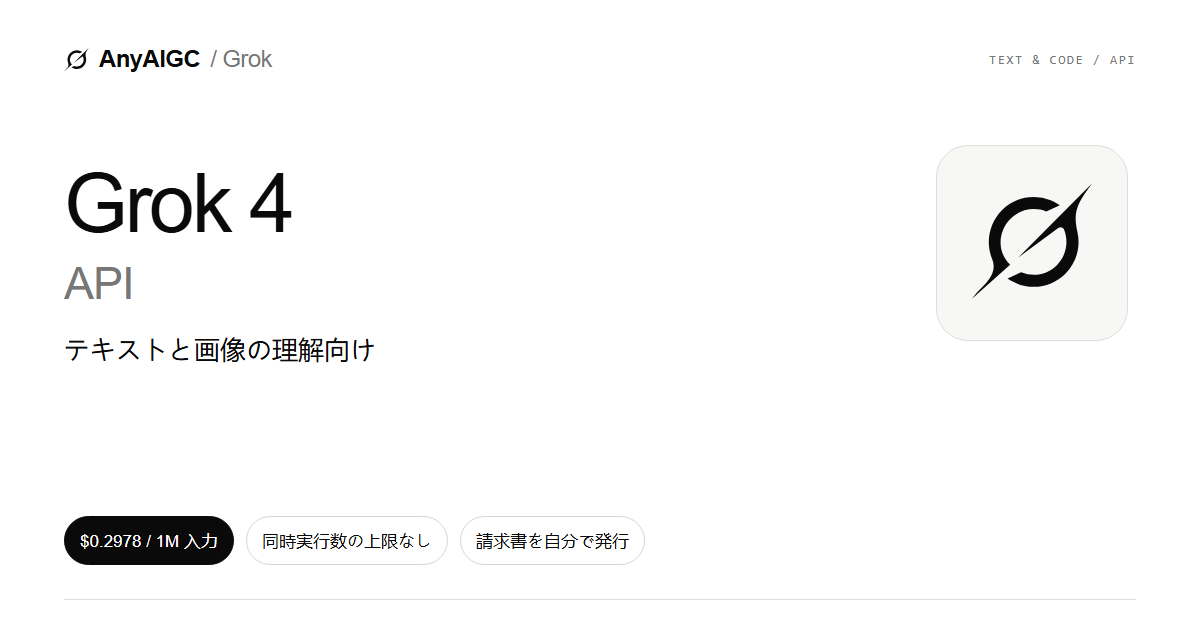 AnyAIGC / Grok
TEXT & CODE / API
Grok 4
API
テキストと画像の理解向け
$0.2978 / 1M 入力
同時実行数の上限なし
請求書を自分で発行